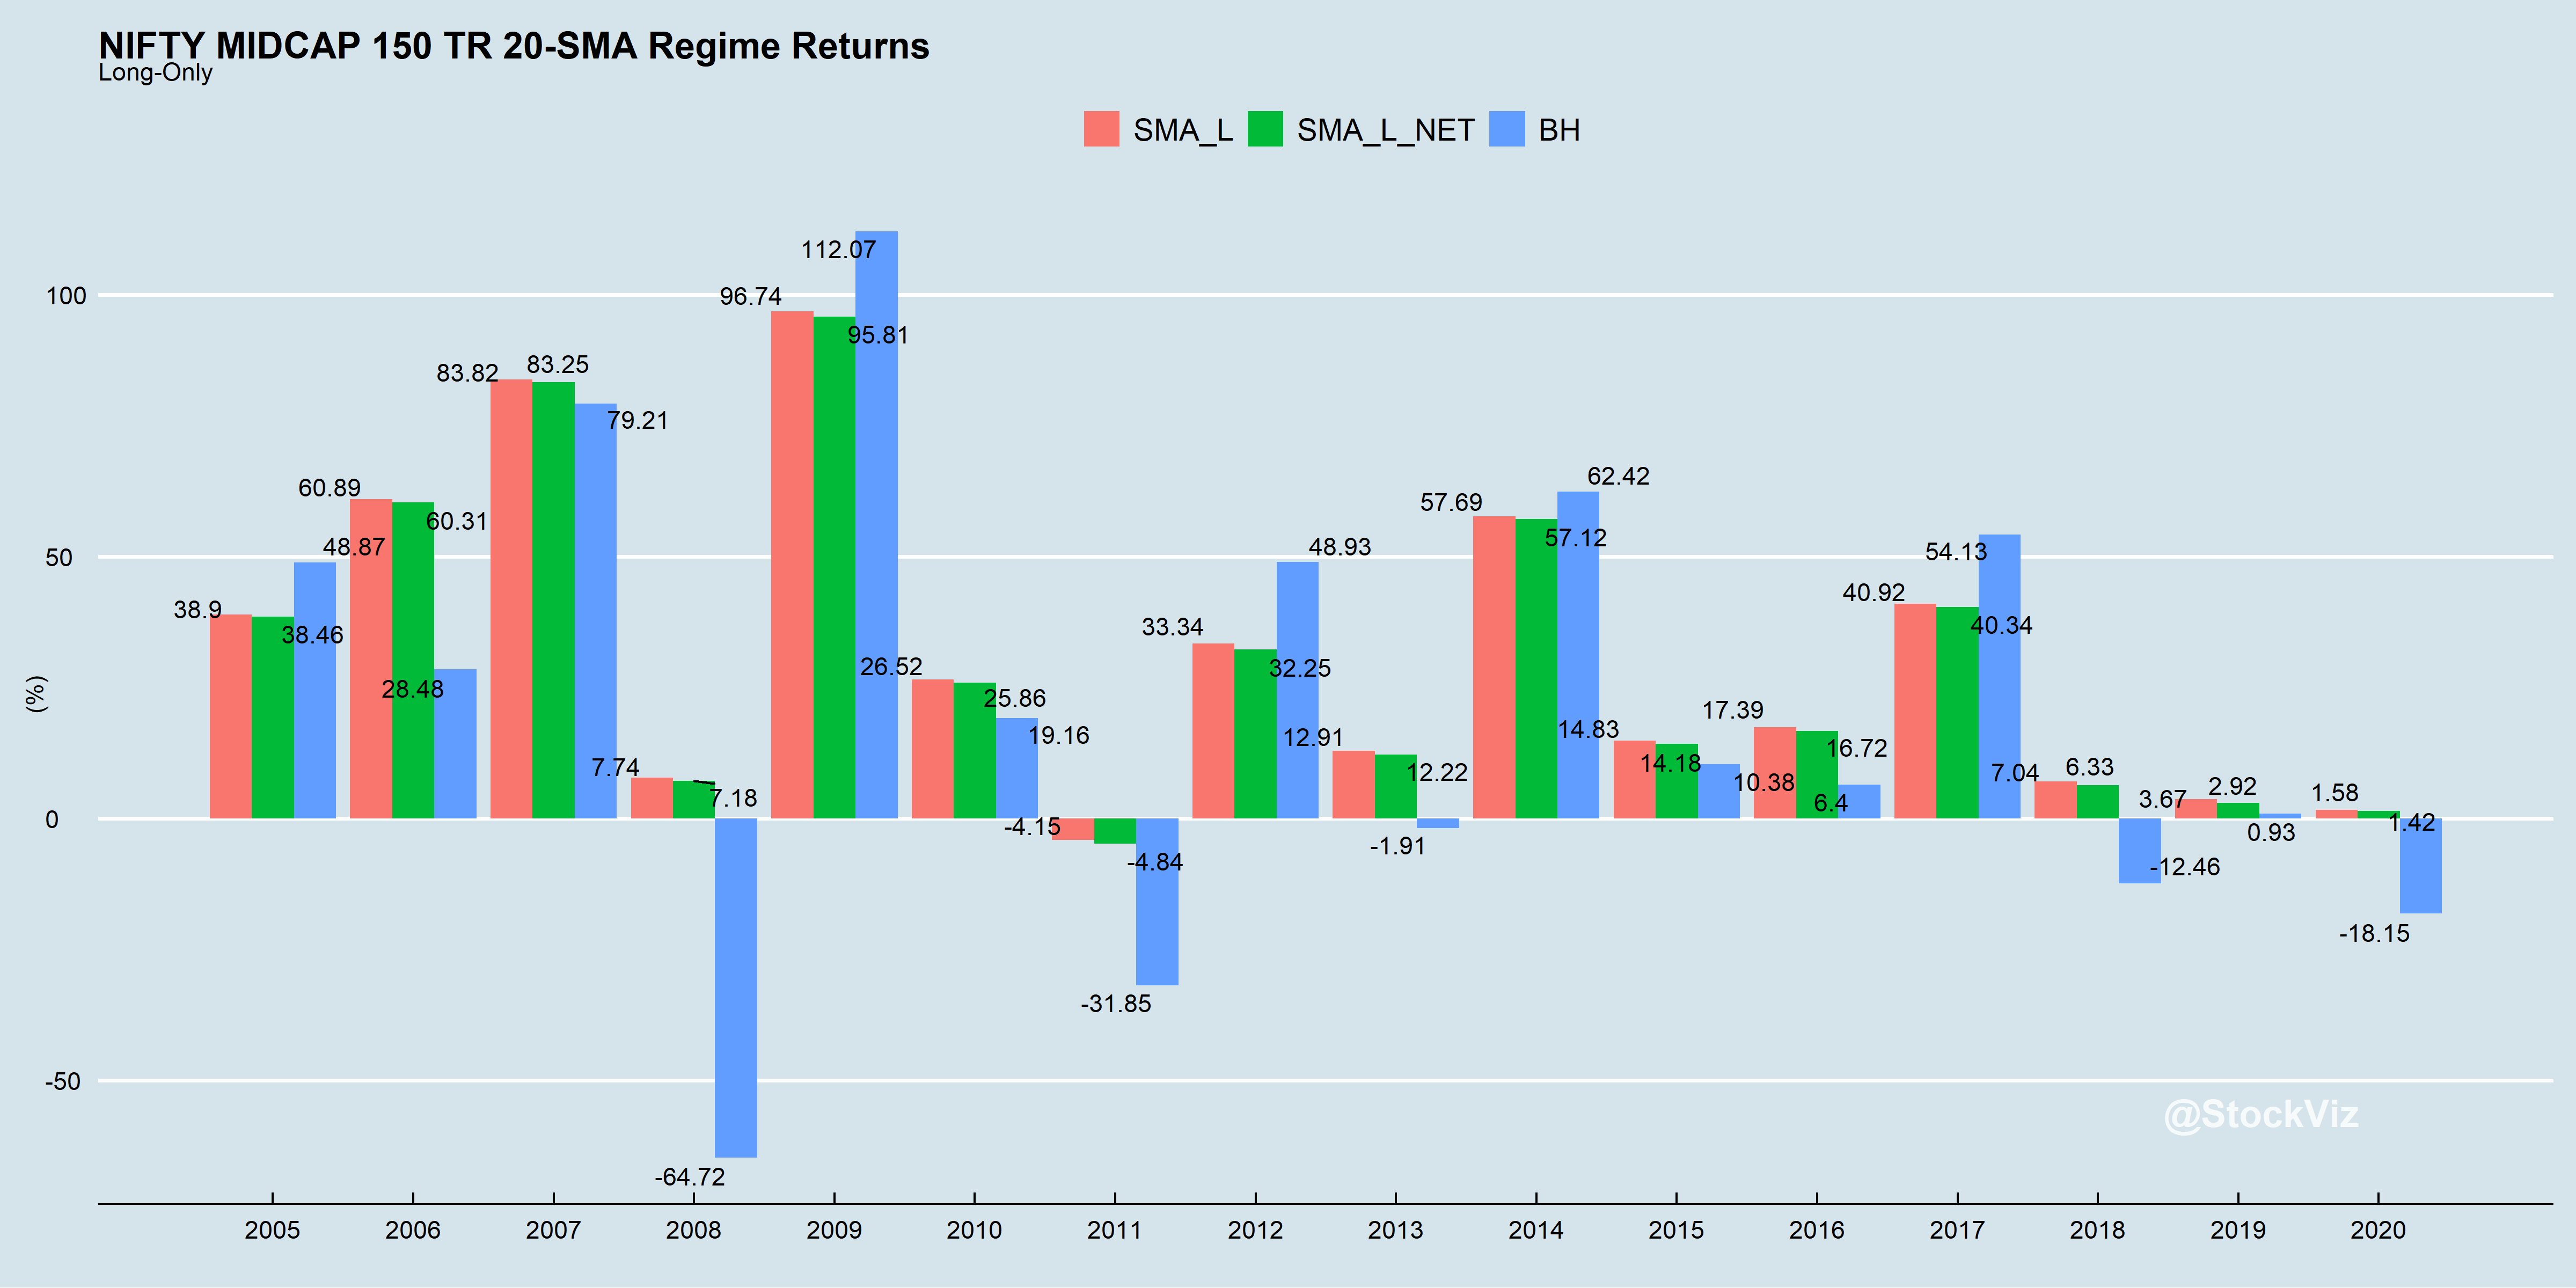 NIFTY MIDCAP 150 TR 20-SMA Regime Returns
Long-Only
SMA_L SMA_L_NET BH
(%)
100
50
0
-50
38.9 38.46 48.87
60.89 60.31 28.48
83.82 83.25 79.21
7.74 7.18 -64.72
96.74 95.81 112.07
26.52 25.86 19.16
-4.15 -4.84 -31.85
33.34 32.25 48.93
12.91 12.22 -1.91
57.69 57.12 62.42
14.83 14.18 10.38
17.39 16.72 6.4
40.92 40.34 54.13
7.04 6.33 -12.46
3.67 2.92 0.93
1.58 1.42 -18.15
@StockViz
2005 2006 2007 2008 2009 2010 2011 2012 2013 2014 2015 2016 2017 2018 2019 2020